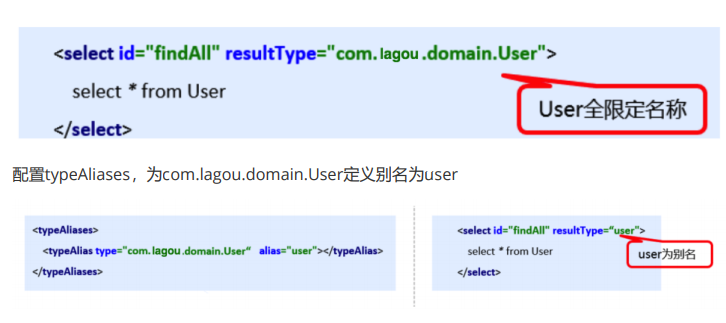 <select id="findAll" resultType="com.lagou.domain.User">
select * from User
</select>
User全限定名称
配置typeAliases，为com.lagou.domain.User定义别名为user
<typeAliases>
<typeAlias type="com.lagou.domain.User“ alias="user"></typeAlias>
</typeAliases>
<select id="findAll" resultType=“user">
select * from User
</select>
user为别名